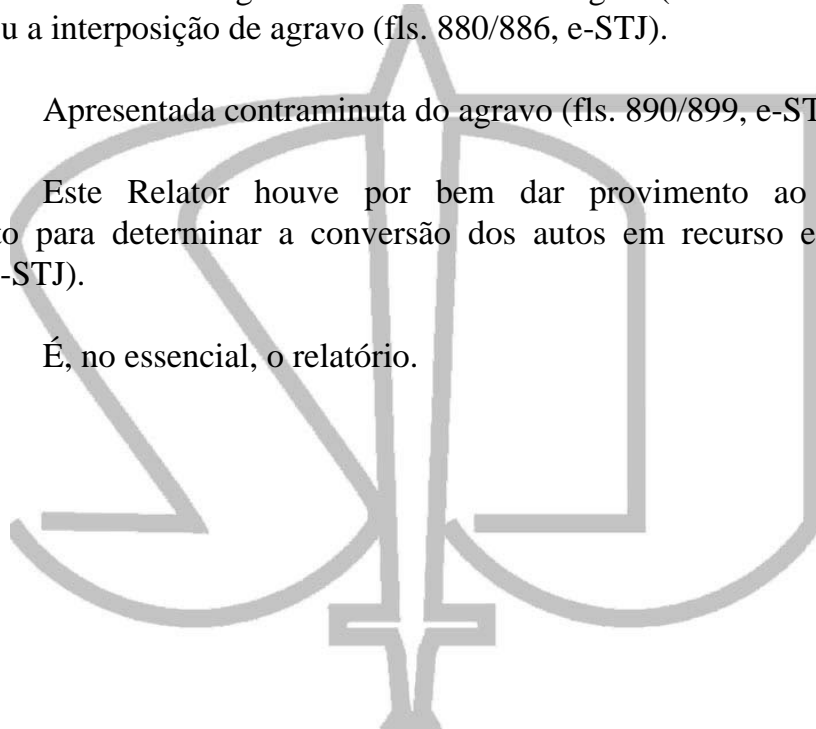 u a interposição de agravo (fls. 880/886, e-STJ).
Apresentada contraminuta do agravo (fls. 890/899, e-ST
Este Relator houve por bem dar provimento ao
to para determinar a conversão dos autos em recurso e
-STJ).
É, no essencial, o relatório.